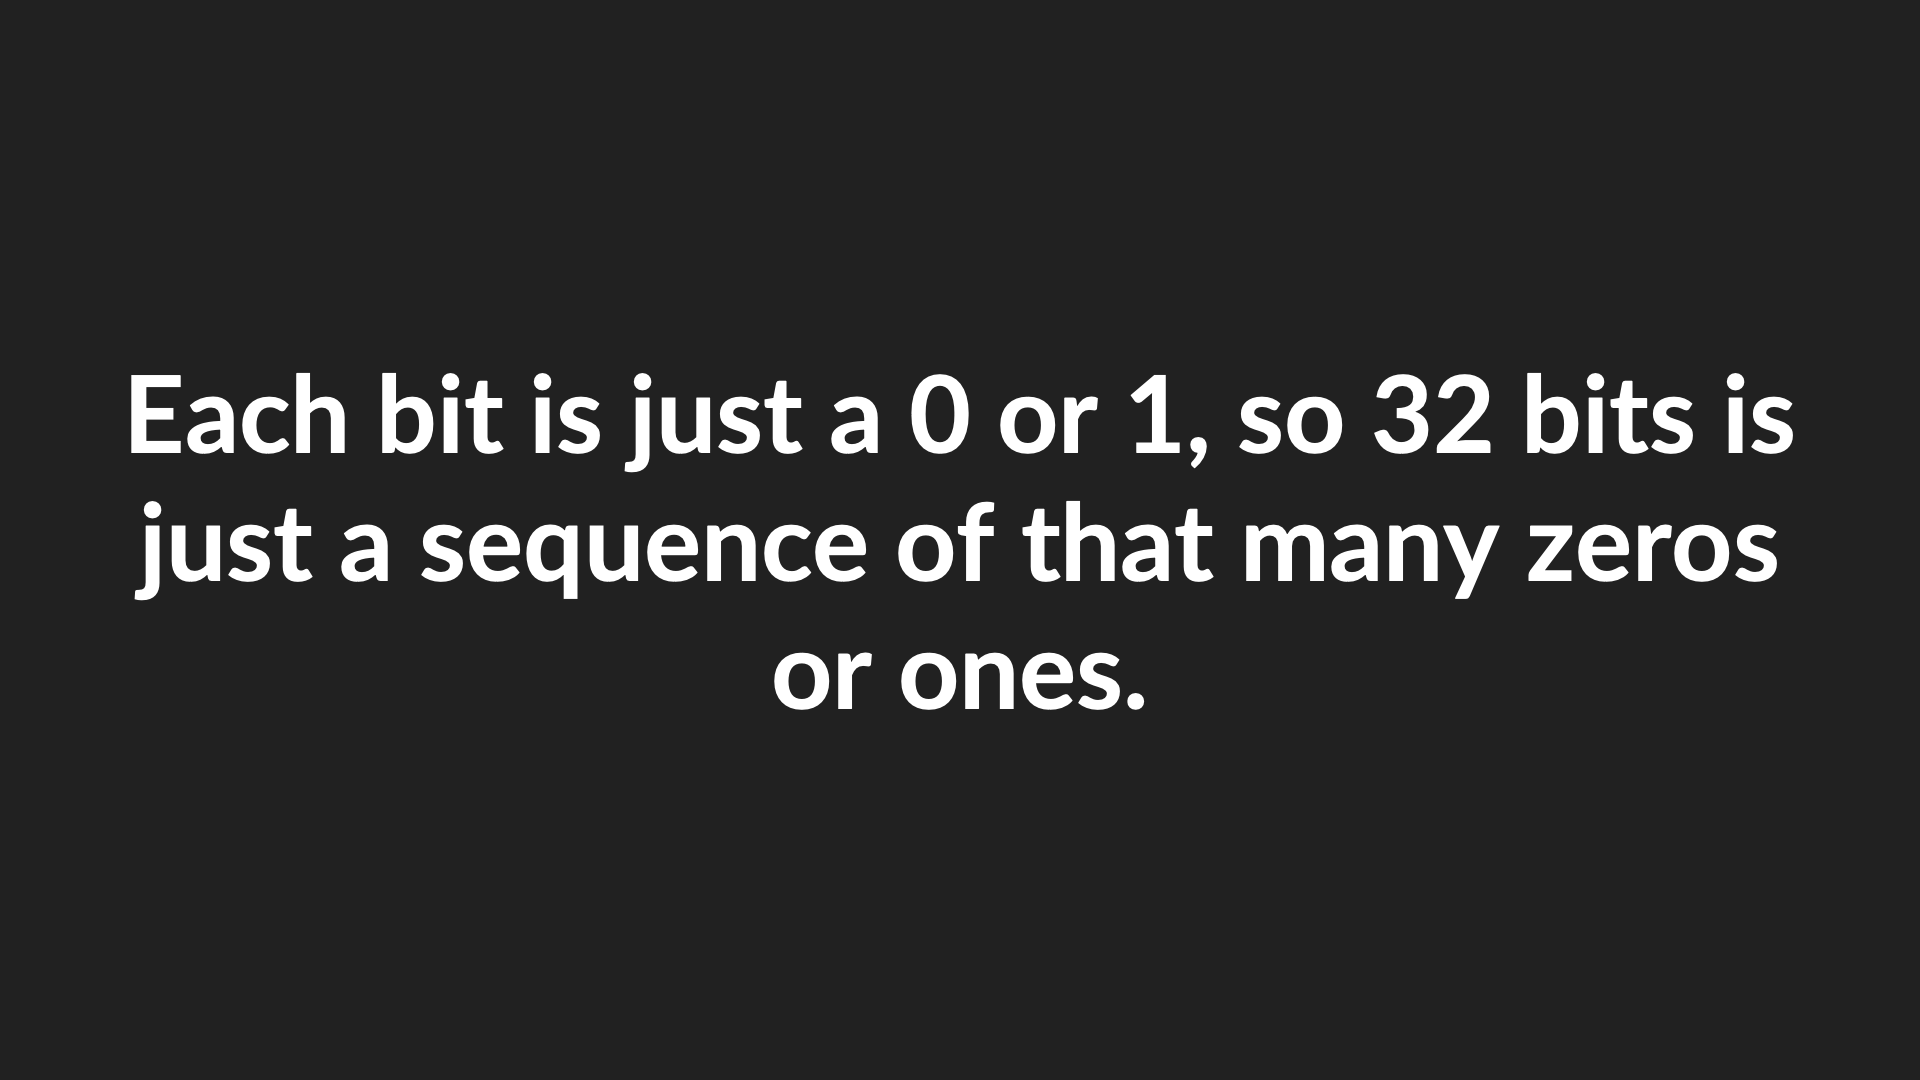 Each bit is just a 0 or 1, so 32 bits is
just a sequence of that many zeros
or ones.